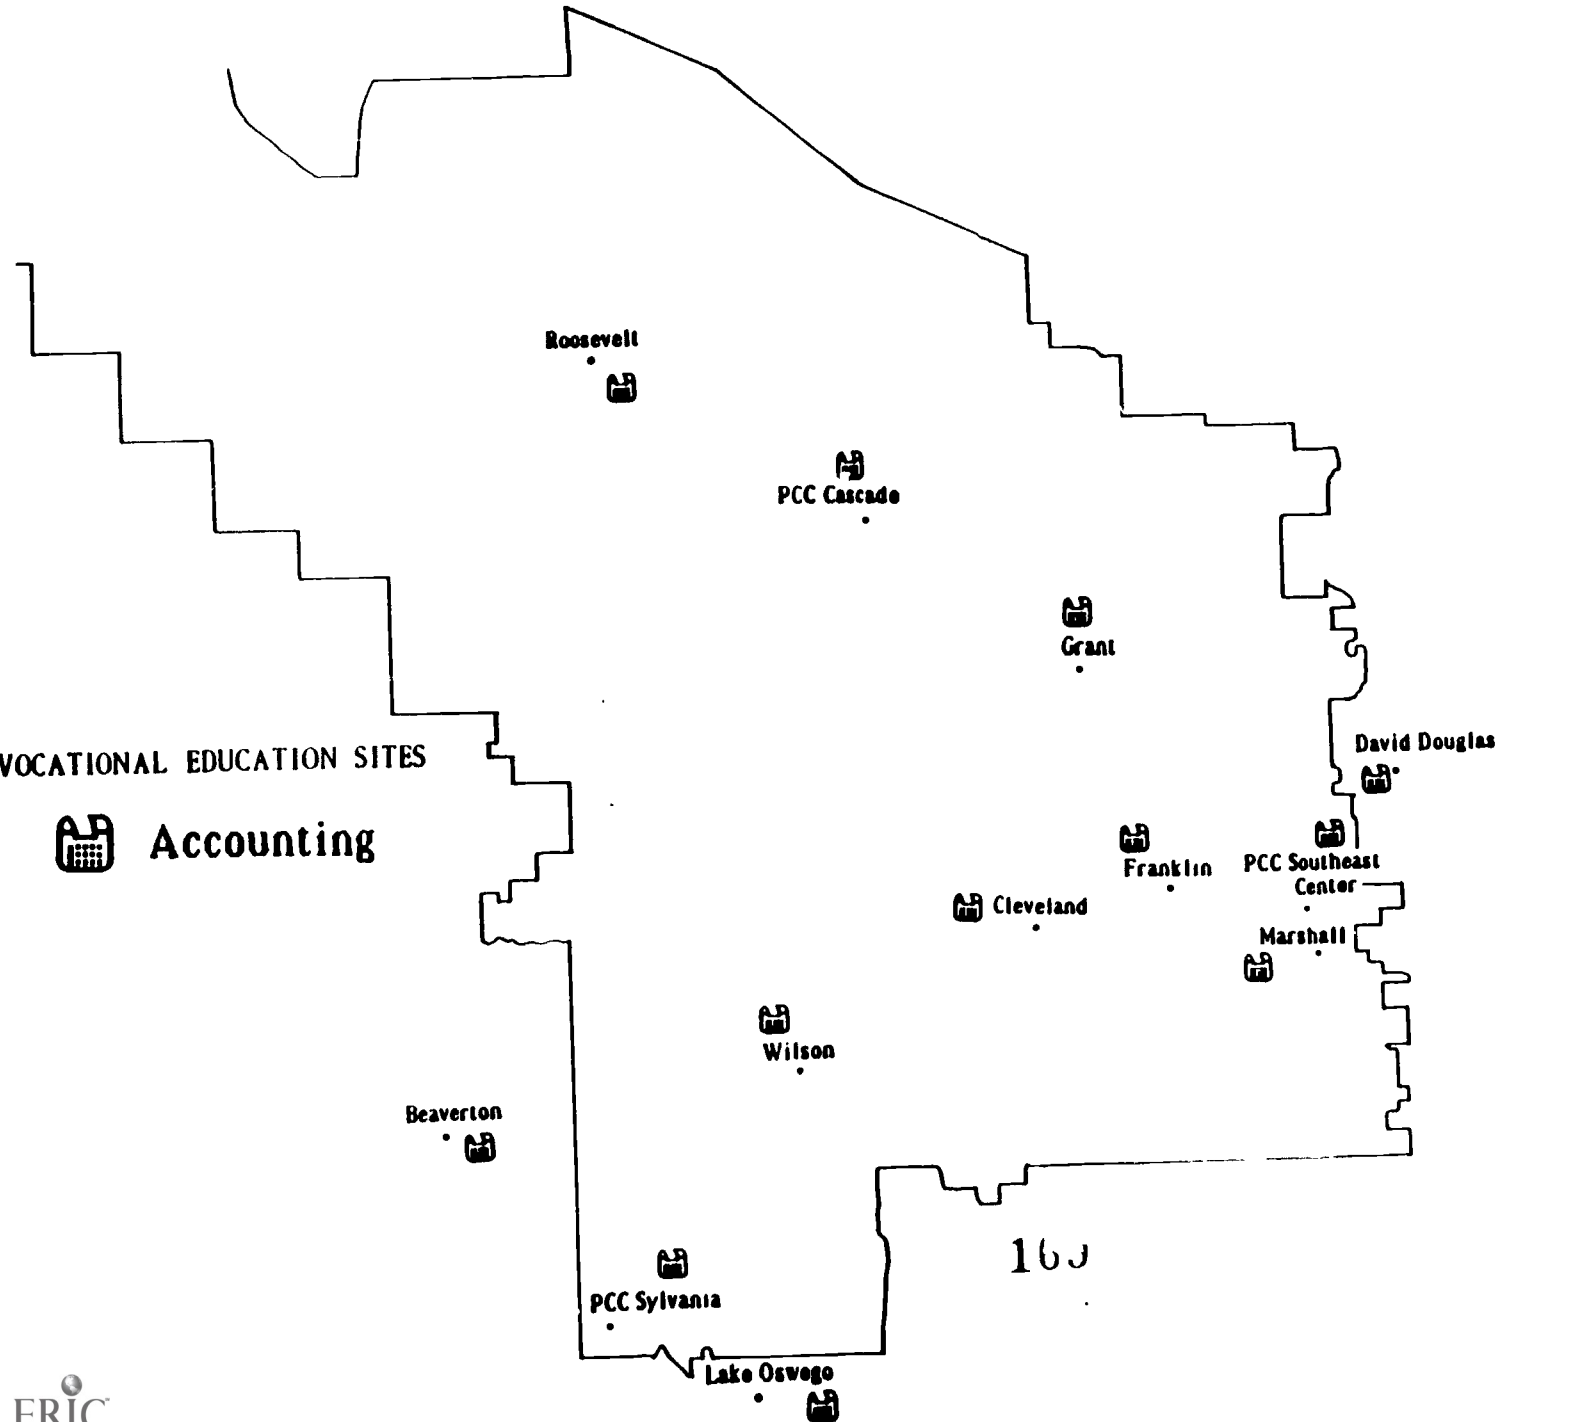 Roosevelt
PCC Cascade
Grant
VOCATIONAL EDUCATION SITES
David Douglas
Accounting
Franklin
PCC Southeast
Center
Cleveland
Marshall
Wilson
Beaverton
PCC Sylvania
Lake Oswego
ERIC